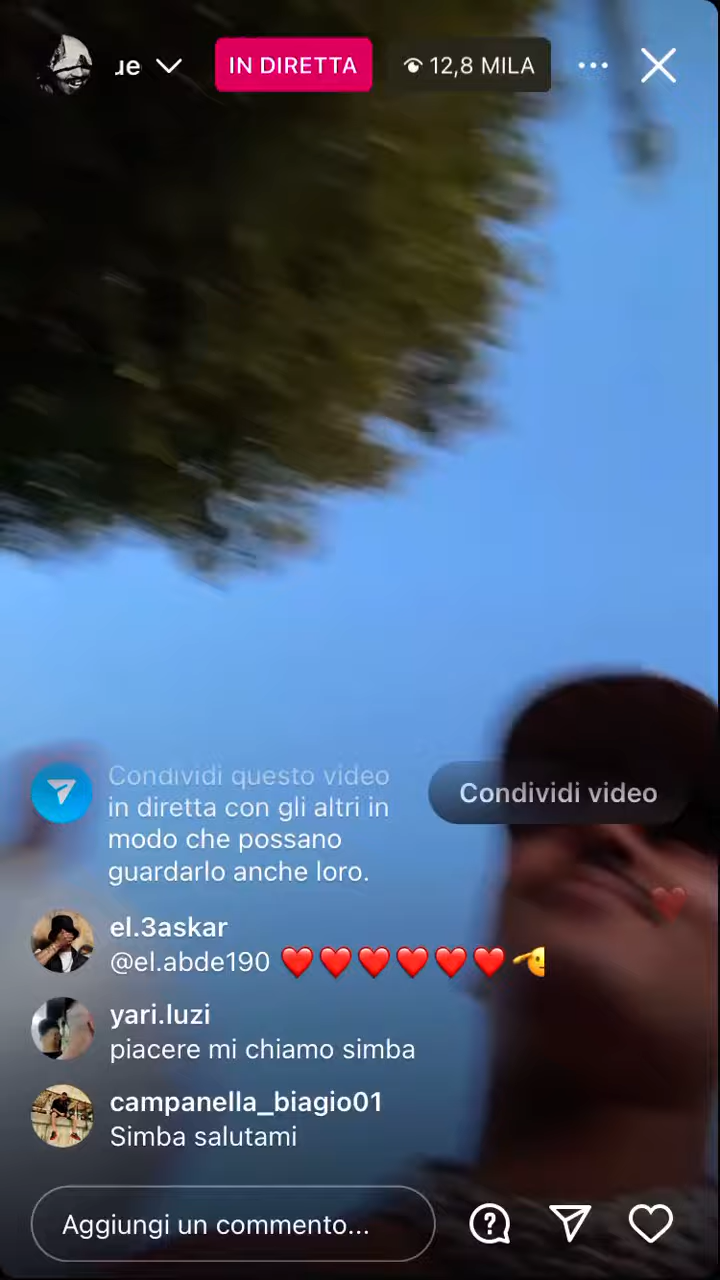 ue
IN DIRETTA
12,8 MILA
Condividi questo video
in diretta con gli altri in
modo che possano
guardarlo anche loro.
Condividi video
el.3askar
@el.abde190 ❤️❤️❤️❤️❤️❤️🫡
yari.luzi
piacere mi chiamo simba
campanella_biagio01
Simba salutami
Aggiungi un commento...